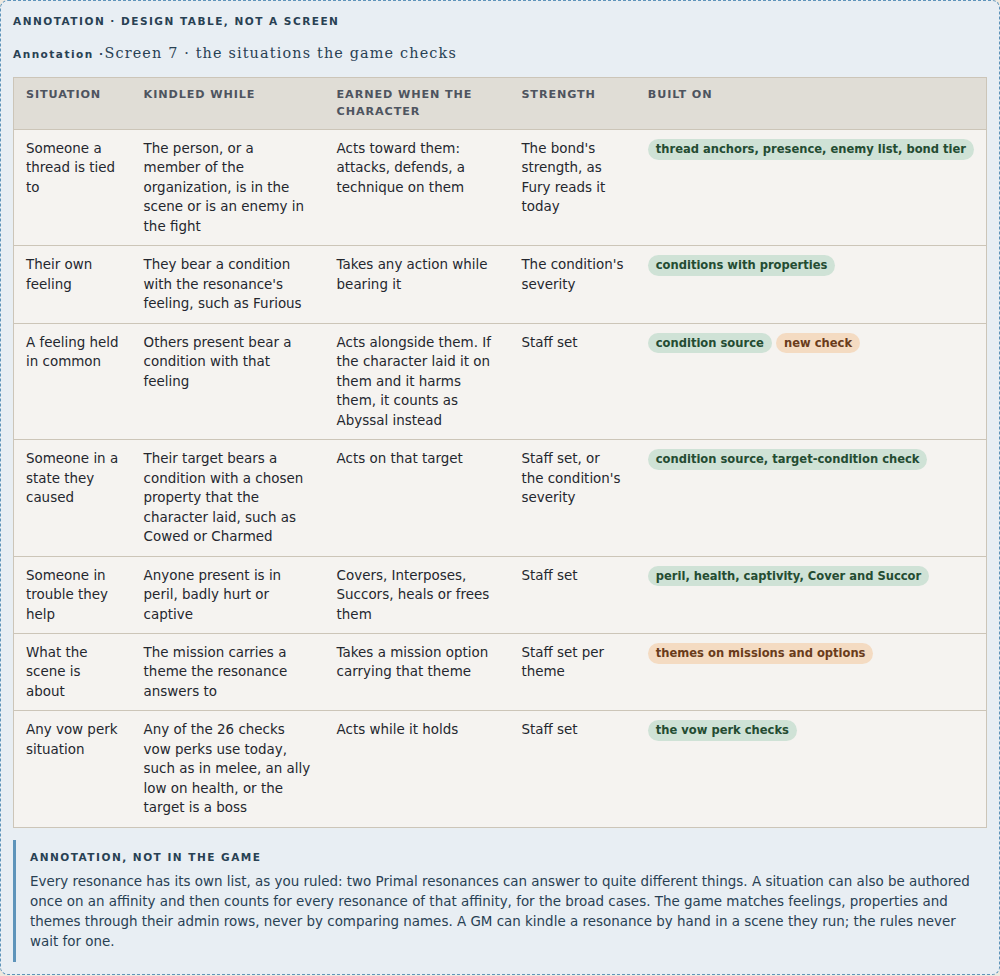 ANNOTATION · DESIGN TABLE, NOT A SCREEN
Annotation ·Screen 7 · the situations the game checks
SITUATION
KINDLED WHILE
EARNED WHEN THE
CHARACTER
STRENGTH
BUILT ON
Someone a
thread is tied
to
The person, or a
member of the
organization, is in the
scene or is an enemy in
the fight
Acts toward them:
attacks, defends, a
technique on them
The bond's
strength, as
Fury reads it
today
thread anchors, presence, enemy list, bond tier
Their own
feeling
They bear a condition
with the resonance's
feeling, such as Furious
Takes any action while
bearing it
The condition's
severity
conditions with properties
A feeling held
in common
Others present bear a
condition with that
feeling
Acts alongside them. If
the character laid it on
them and it harms
them, it counts as
Abyssal instead
Staff set
condition source
new check
Someone in a
state they
caused
Their target bears a
condition with a chosen
property that the
character laid, such as
Cowed or Charmed
Acts on that target
Staff set, or
the condition's
severity
condition source, target-condition check
Someone in
trouble they
help
Anyone present is in
peril, badly hurt or
captive
Covers, Interposes,
Succors, heals or frees
them
Staff set
peril, health, captivity, Cover and Succor
What the
scene is
about
The mission carries a
theme the resonance
answers to
Takes a mission option
carrying that theme
Staff set per
theme
themes on missions and options
Any vow perk
situation
Any of the 26 checks
vow perks use today,
such as in melee, an ally
low on health, or the
target is a boss
Acts while it holds
Staff set
the vow perk checks
ANNOTATION, NOT IN THE GAME
Every resonance has its own list, as you ruled: two Primal resonances can answer to quite different things. A situation can also be authored
once on an affinity and then counts for every resonance of that affinity, for the broad cases. The game matches feelings, properties and
themes through their admin rows, never by comparing names. A GM can kindle a resonance by hand in a scene they run; the rules never
wait for one.